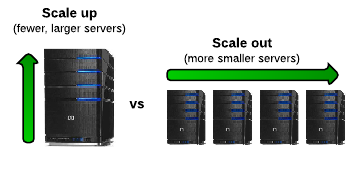 Scale up
(fewer, larger servers)
Scale out
(more smaller servers)
vs